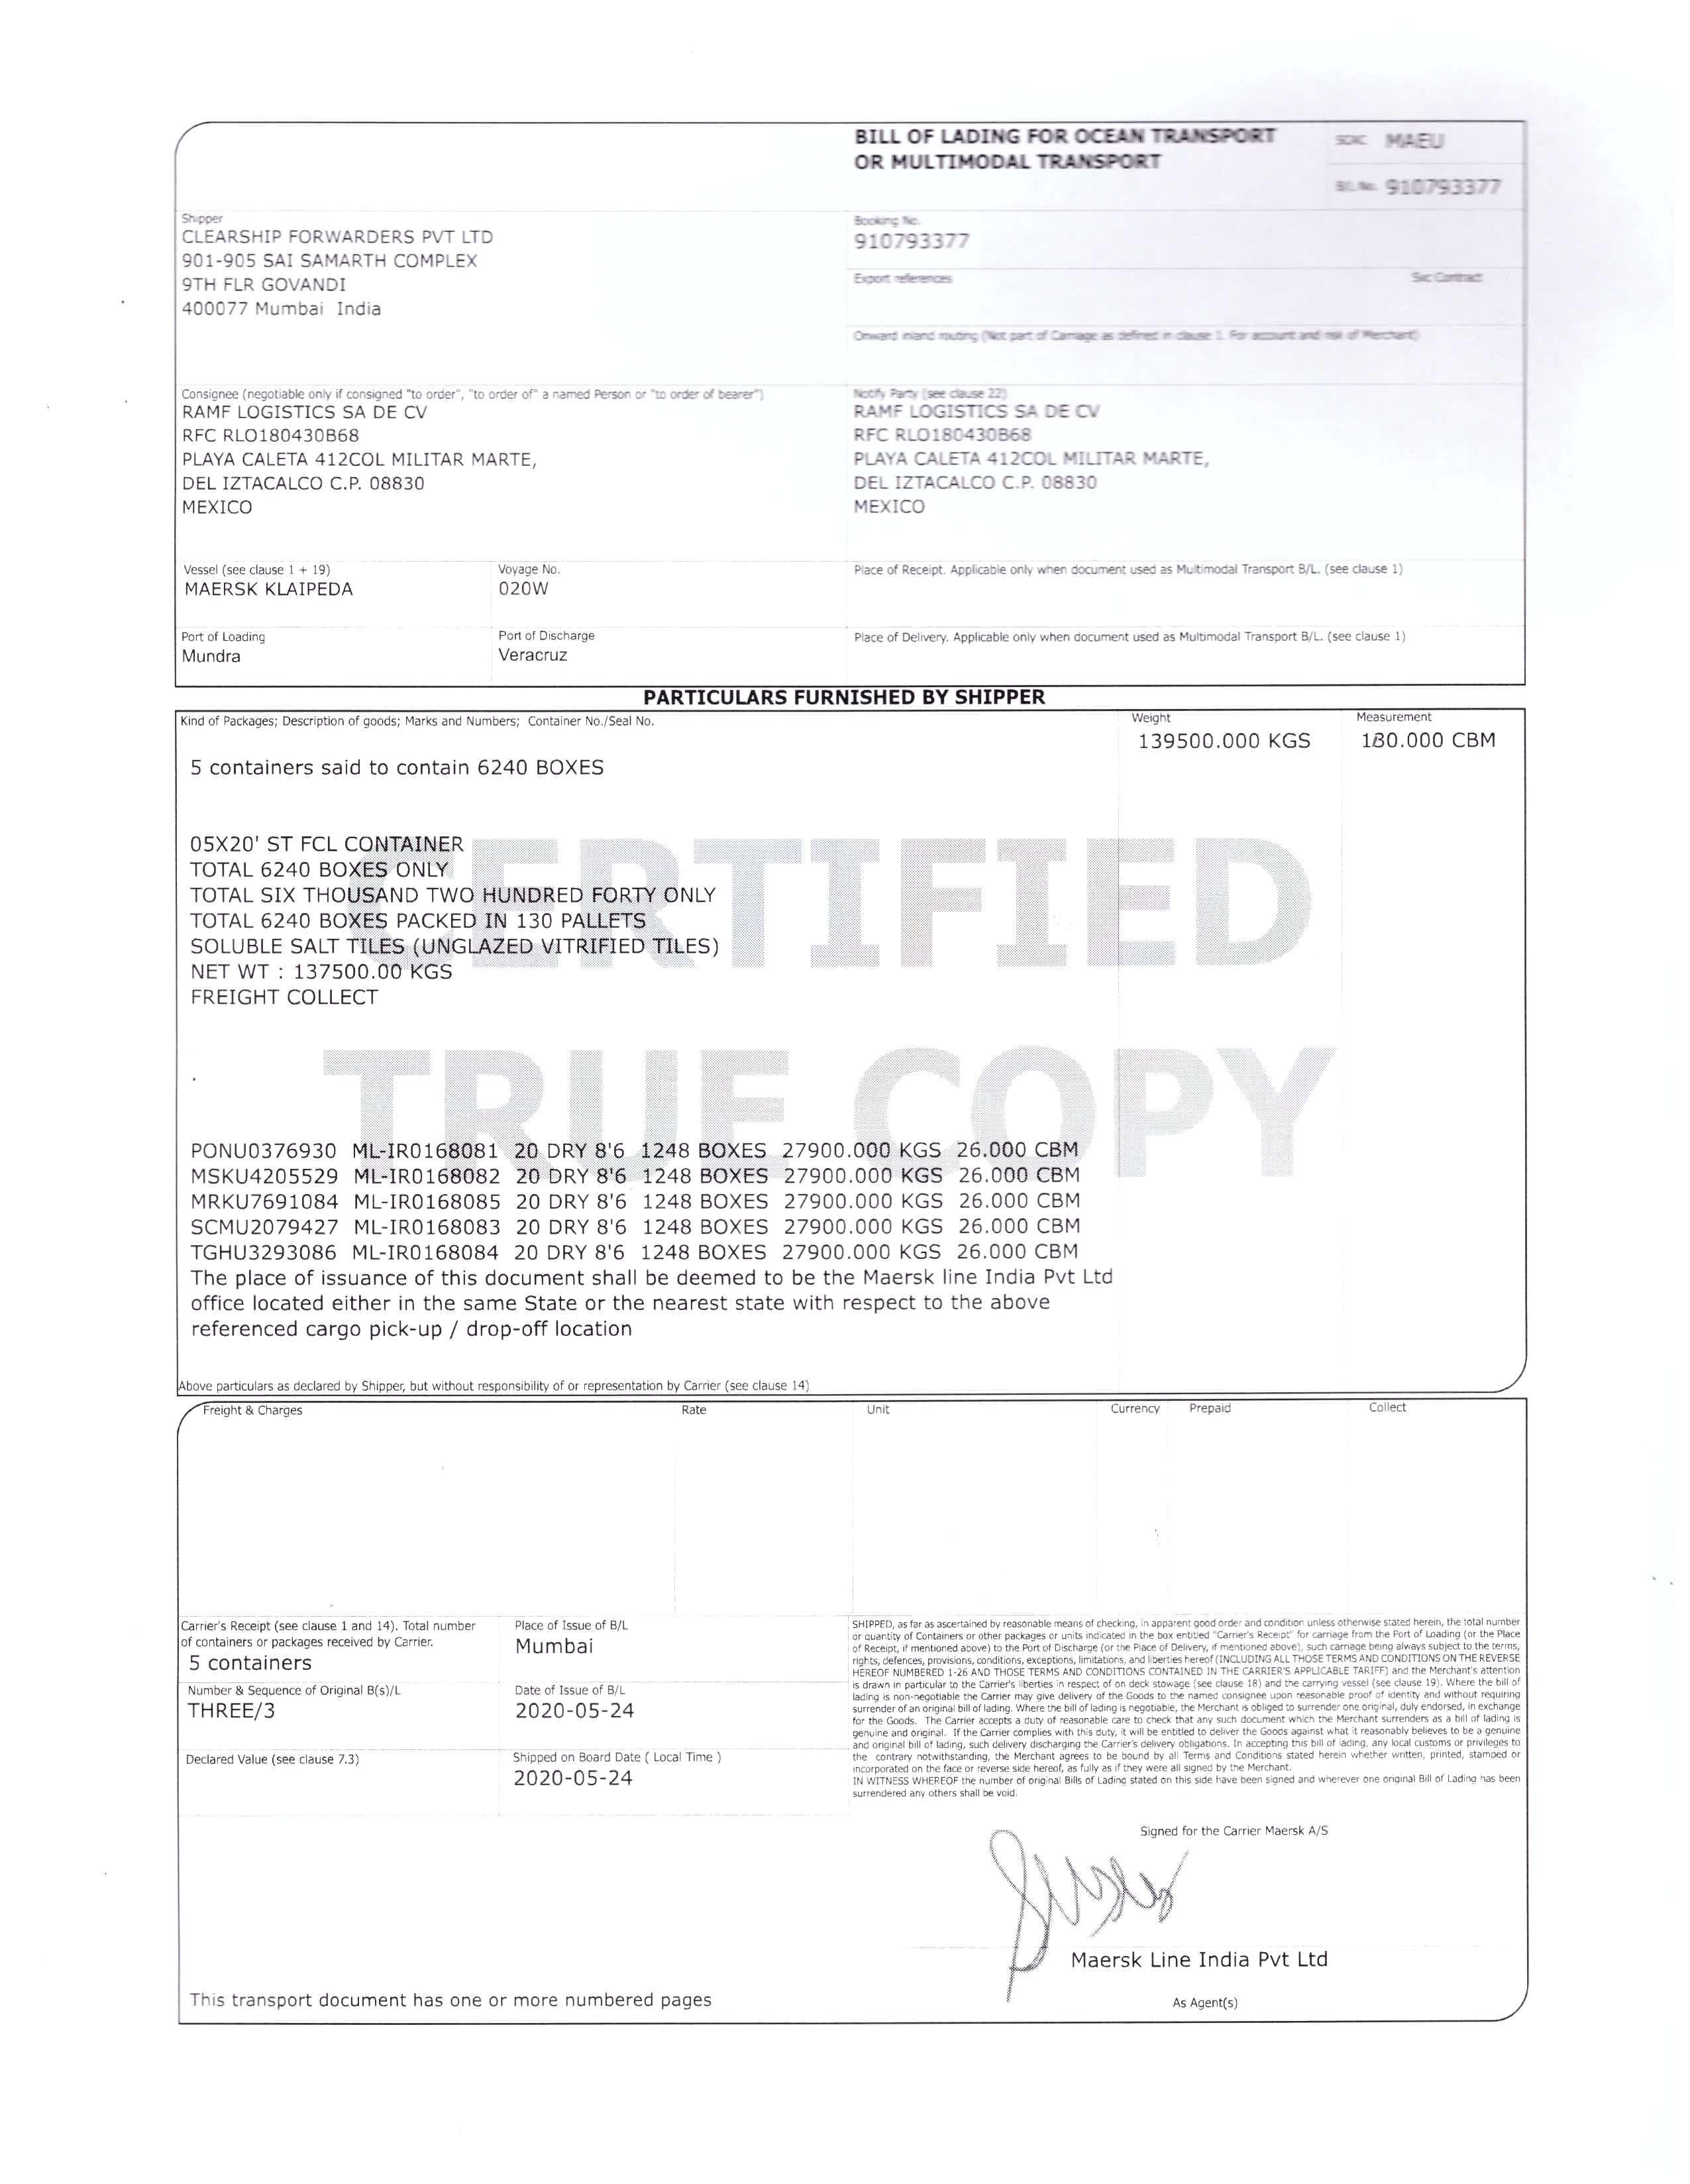 BILL OF LADING FOR OCEAN TRANSPORT
OR MULTIMODAL TRANSPORT
SCAC MAEU
B/L No. 910793377
Shipper
CLEARSHIP FORWARDERS PVT LTD
901-905 SAI SAMARTH COMPLEX
9TH FLR GOVANDI
400077 Mumbai India
Booking No.
910793377
Export references
Svc Contract
Onward inland routing (Not part of Carriage as defined in clause 1. For account and risk of Merchant)
Consignee (negotiable only if consigned "to order", "to order of" a named Person or "to order of bearer")
RAMF LOGISTICS SA DE CV
RFC RLO180430B68
PLAYA CALETA 412COL MILITAR MARTE,
DEL IZTACALCO C.P. 08830
MEXICO
Notify Party (see clause 22)
RAMF LOGISTICS SA DE CV
RFC RLO180430B68
PLAYA CALETA 412COL MILITAR MARTE,
DEL IZTACALCO C.P. 08830
MEXICO
Vessel (see clause 1 + 19)
MAERSK KLAIPEDA
Voyage No.
020W
Place of Receipt. Applicable only when document used as Multimodal Transport B/L. (see clause 1)
Port of Loading
Mundra
Port of Discharge
Veracruz
Place of Delivery. Applicable only when document used as Multimodal Transport B/L. (see clause 1)
PARTICULARS FURNISHED BY SHIPPER
Kind of Packages; Description of goods; Marks and Numbers; Container No./Seal No.
Weight
139500.000 KGS
Measurement
130.000 CBM
5 containers said to contain 6240 BOXES
05X20' ST FCL CONTAINER
TOTAL 6240 BOXES ONLY
TOTAL SIX THOUSAND TWO HUNDRED FORTY ONLY
TOTAL 6240 BOXES PACKED IN 130 PALLETS
SOLUBLE SALT TILES (UNGLAZED VITRIFIED TILES)
NET WT : 137500.00 KGS
FREIGHT COLLECT
CERTIFIED
TRUE COPY
PONU0376930 ML-IR0168081 20 DRY 8'6 1248 BOXES 27900.000 KGS 26.000 CBM
MSKU4205529 ML-IR0168082 20 DRY 8'6 1248 BOXES 27900.000 KGS 26.000 CBM
MRKU7691084 ML-IR0168085 20 DRY 8'6 1248 BOXES 27900.000 KGS 26.000 CBM
SCMU2079427 ML-IR0168083 20 DRY 8'6 1248 BOXES 27900.000 KGS 26.000 CBM
TGHU3293086 ML-IR0168084 20 DRY 8'6 1248 BOXES 27900.000 KGS 26.000 CBM
The place of issuance of this document shall be deemed to be the Maersk line India Pvt Ltd
office located either in the same State or the nearest state with respect to the above
referenced cargo pick-up / drop-off location
Above particulars as declared by Shipper, but without responsibility of or representation by Carrier (see clause 14)
Freight & Charges
Rate
Unit
Currency
Prepaid
Collect
Carrier's Receipt (see clause 1 and 14). Total number
of containers or packages received by Carrier.
5 containers
Place of Issue of B/L
Mumbai
Number & Sequence of Original B(s)/L
THREE/3
Date of Issue of B/L
2020-05-24
Declared Value (see clause 7.3)
Shipped on Board Date ( Local Time )
2020-05-24
SHIPPED, as far as ascertained by reasonable means of checking, in apparent good order and condition unless otherwise stated herein, the total number
or quantity of Containers or other packages or units indicated in the box entitled "Carrier's Receipt" for carriage from the Port of Loading (or the Place
of Receipt, if mentioned above) to the Port of Discharge (or the Place of Delivery, if mentioned above), such carriage being always subject to the terms,
rights, defences, provisions, conditions, exceptions, limitations, and liberties hereof (INCLUDING ALL THOSE TERMS AND CONDITIONS ON THE REVERSE
HEREOF NUMBERED 1-26 AND THOSE TERMS AND CONDITIONS CONTAINED IN THE CARRIER'S APPLICABLE TARIFF) and the Merchant's attention
is drawn in particular to the Carrier's liberties in respect of on deck stowage (see clause 18) and the carrying vessel (see clause 19). Where the bill of
lading is non-negotiable the Carrier may give delivery of the Goods to the named consignee upon reasonable proof of identity and without requiring
surrender of an original bill of lading. Where the bill of lading is negotiable, the Merchant is obliged to surrender one original, duly endorsed, in exchange
for the Goods. The Carrier accepts a duty of reasonable care to check that any such document which the Merchant surrenders as a bill of lading is
genuine and original. If the Carrier complies with this duty, it will be entitled to deliver the Goods against what it reasonably believes to be a genuine
and original bill of lading, such delivery discharging the Carrier's delivery obligations. In accepting this bill of lading, any local customs or privileges to
the contrary notwithstanding, the Merchant agrees to be bound by all Terms and Conditions stated herein whether written, printed, stamped or
incorporated on the face or reverse side hereof, as fully as if they were all signed by the Merchant.
IN WITNESS WHEREOF the number of original Bills of Lading stated on this side have been signed and wherever one original Bill of Lading has been
surrendered any others shall be void.
Signed for the Carrier Maersk A/S
Maersk Line India Pvt Ltd
As Agent(s)
This transport document has one or more numbered pages